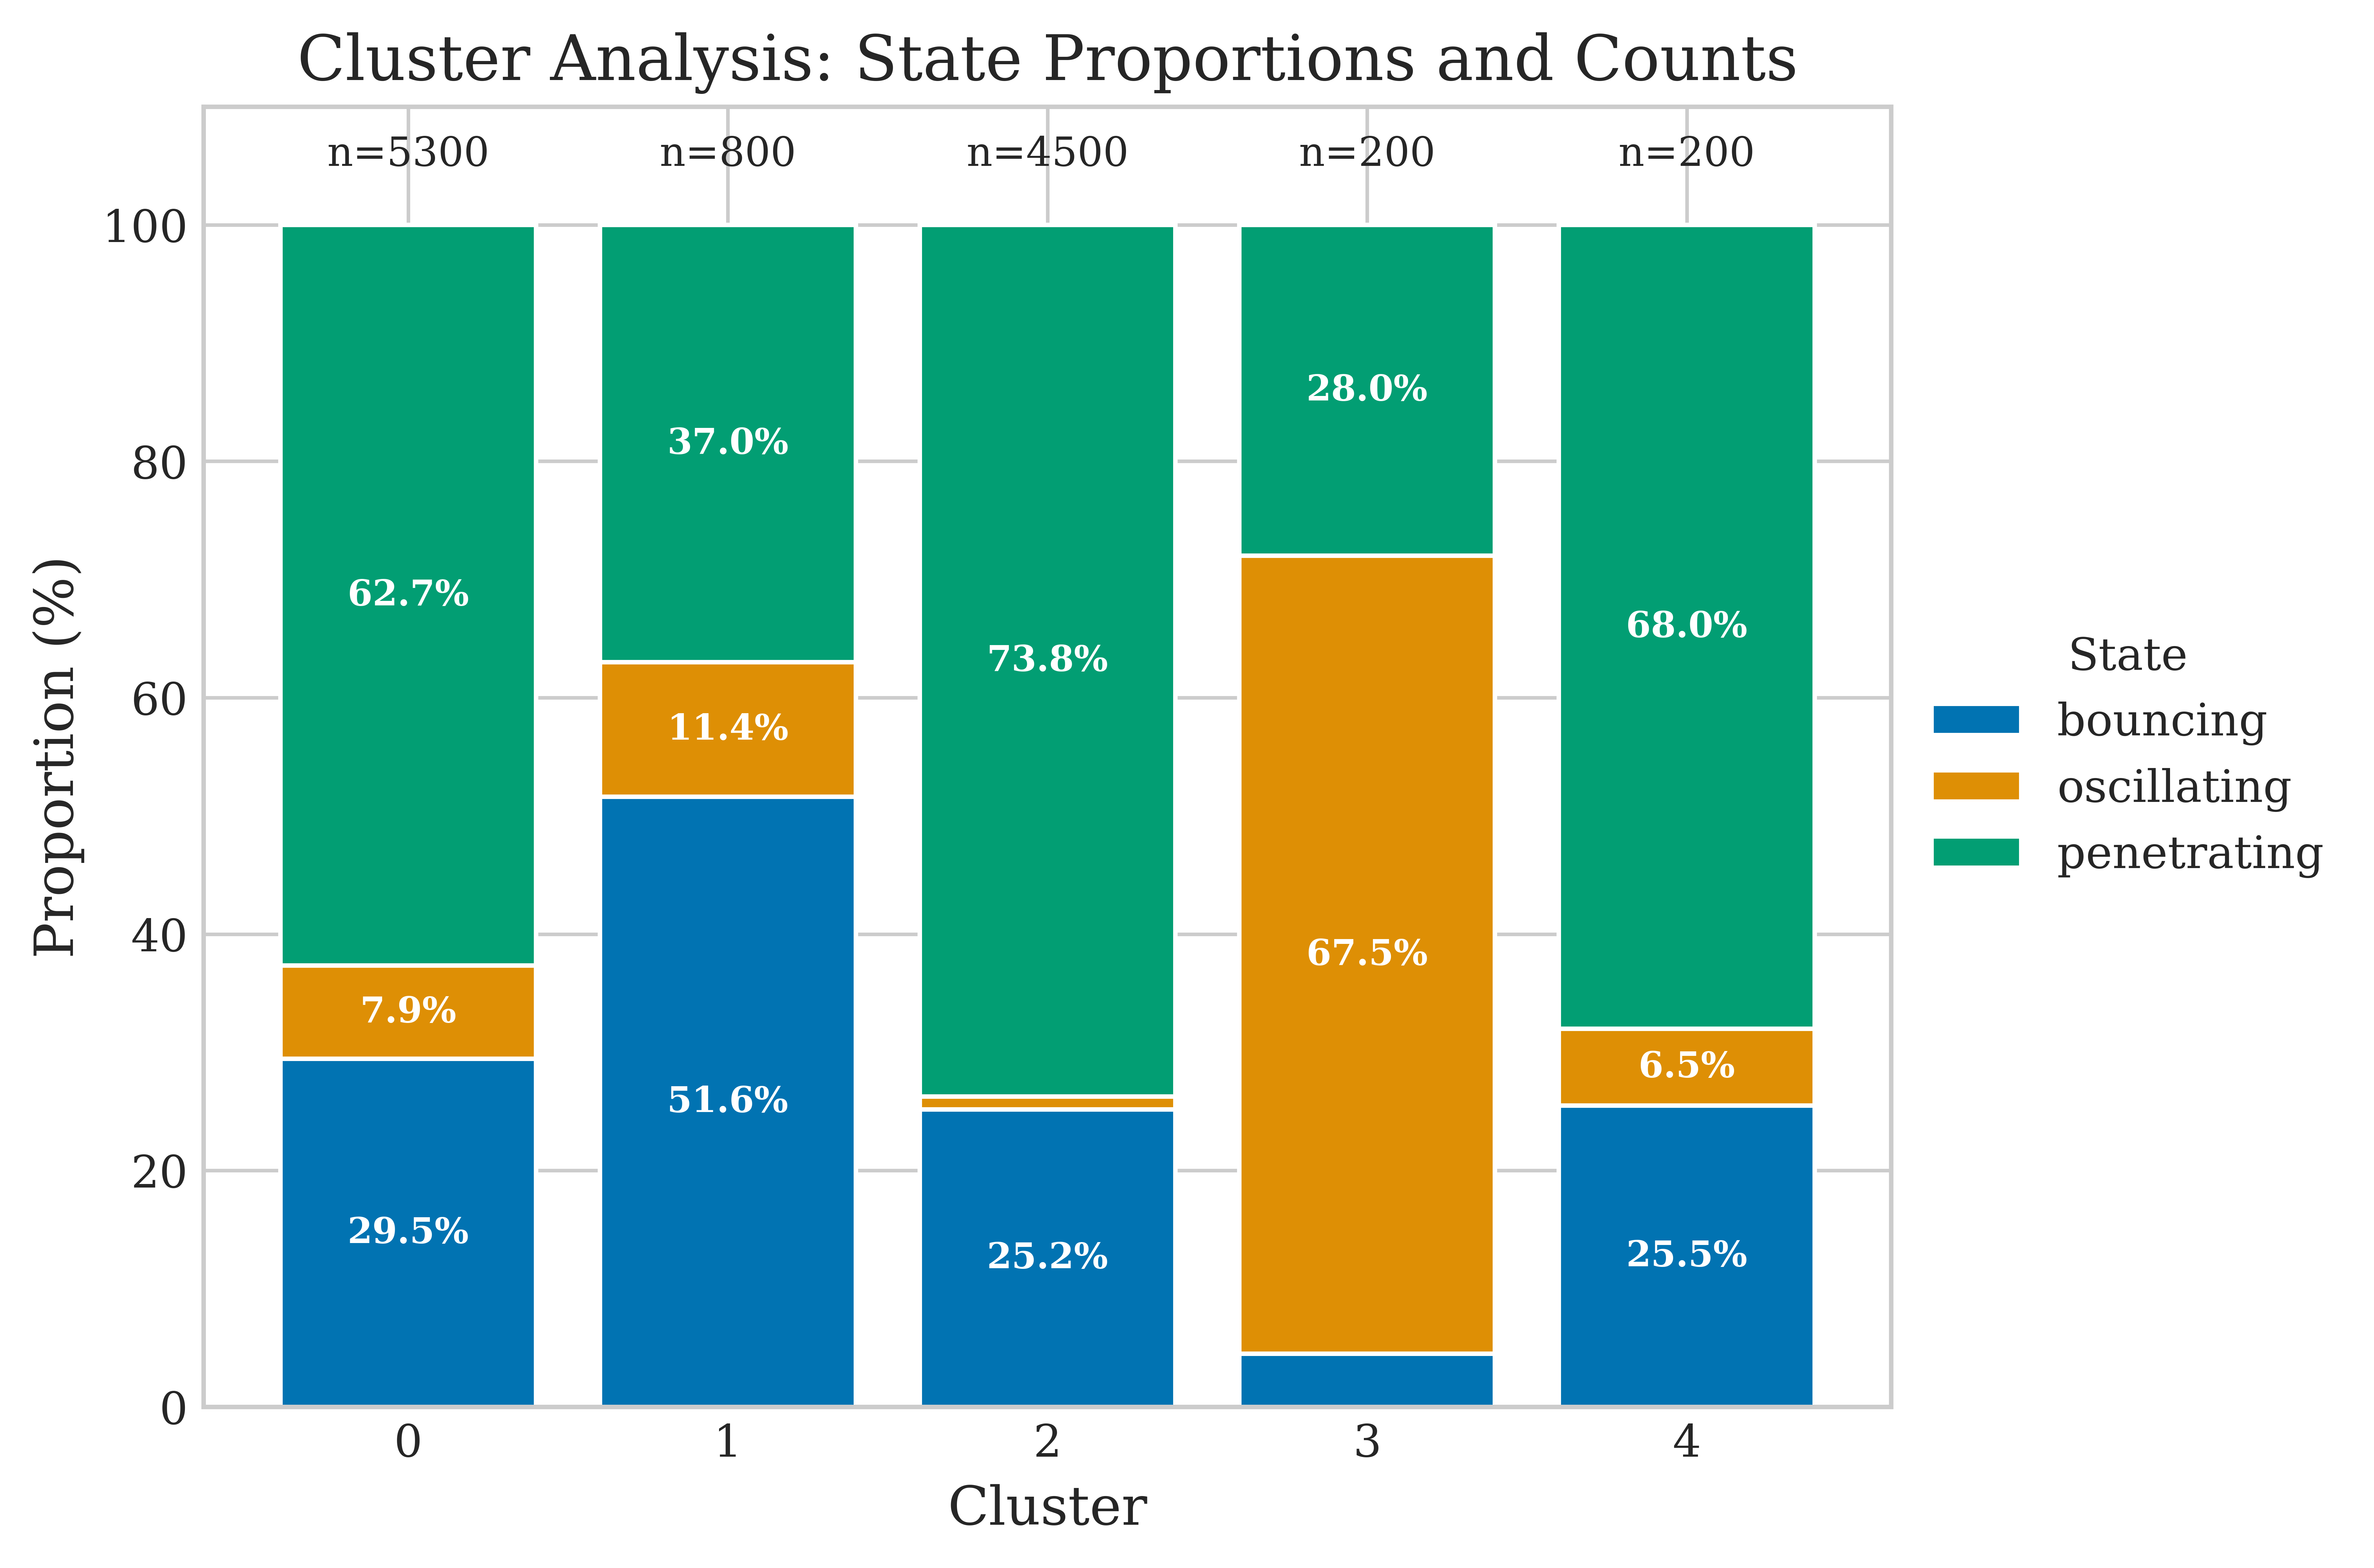 Cluster Analysis: State Proportions and Counts
n=5300 n=800 n=4500 n=200 n=200
100
80
60
40
20
0
Proportion (%)
62.7%
7.9%
29.5%
37.0%
11.4%
51.6%
73.8%
25.2%
28.0%
67.5%
68.0%
6.5%
25.5%
0 1 2 3 4
Cluster
State
bouncing
oscillating
penetrating